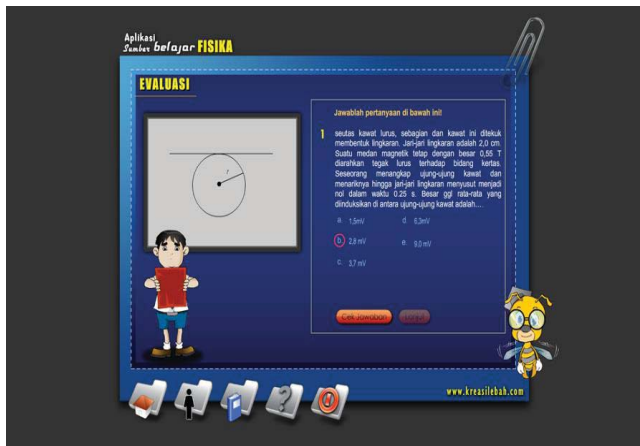 Aplikasi
Sumber belajar FISIKA
EVALUASI
Jawablah pertanyaan di bawah ini!
1 seutas kawat lurus, sebagian dan kawat ini ditekuk
membentuk lingkaran. Jari-jari lingkaran adalah 2,0 cm.
Suatu medan magnetik tetap dengan besar 0,55 T
diarahkan tegak lurus terhadap bidang kertas.
Seseorang menangkap ujung-ujung kawat dan
menariknya hingga jari-jari lingkaran menyusut menjadi
nol dalam waktu 0.25 s. Besar ggl rata-rata yang
diinduksikan di antara ujung-ujung kawat adalah....
r
a. 1,5mV d. 6,3mV
b. 2,8 mV e. 9,0 mV
c. 3,7 mV
Cek Jawaban Lanjut
www.kreasilebah.com